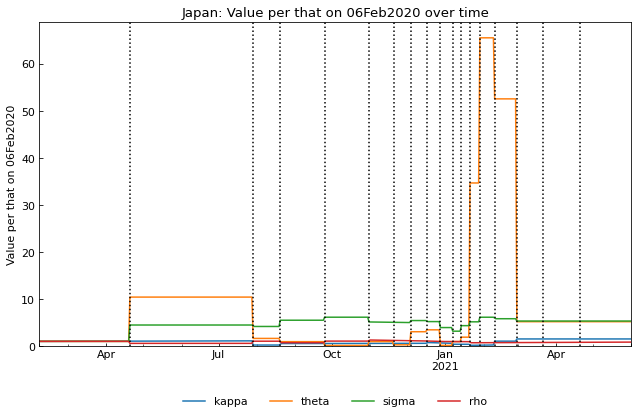 Japan: Value per that on 06Feb2020 over time
Value per that on 06Feb2020
60
50
40
30
20
10
0
Apr
Jul
Oct
Jan
2021
Apr
kappa
theta
sigma
rho